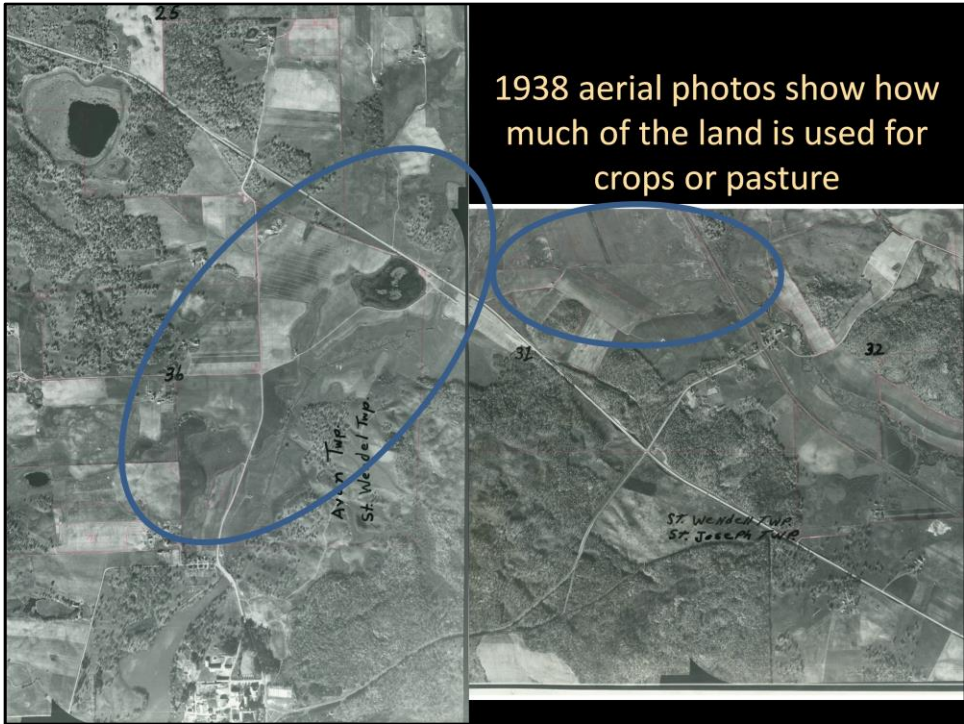 25
1938 aerial photos show how
much of the land is used for
crops or pasture
36
Avon Twp.
St. Wendel Twp.
31
32
ST. Wendell TWP.
ST. Joseph TWP.